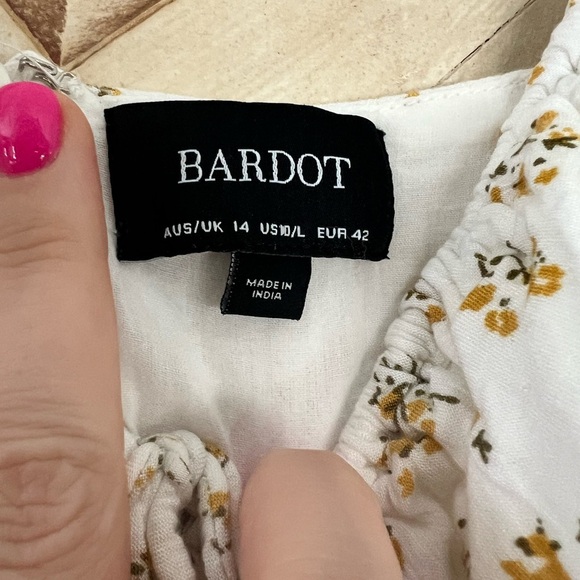 BARDOT
AUS/UK 14 US10/L EUR 42
MADE IN
INDIA